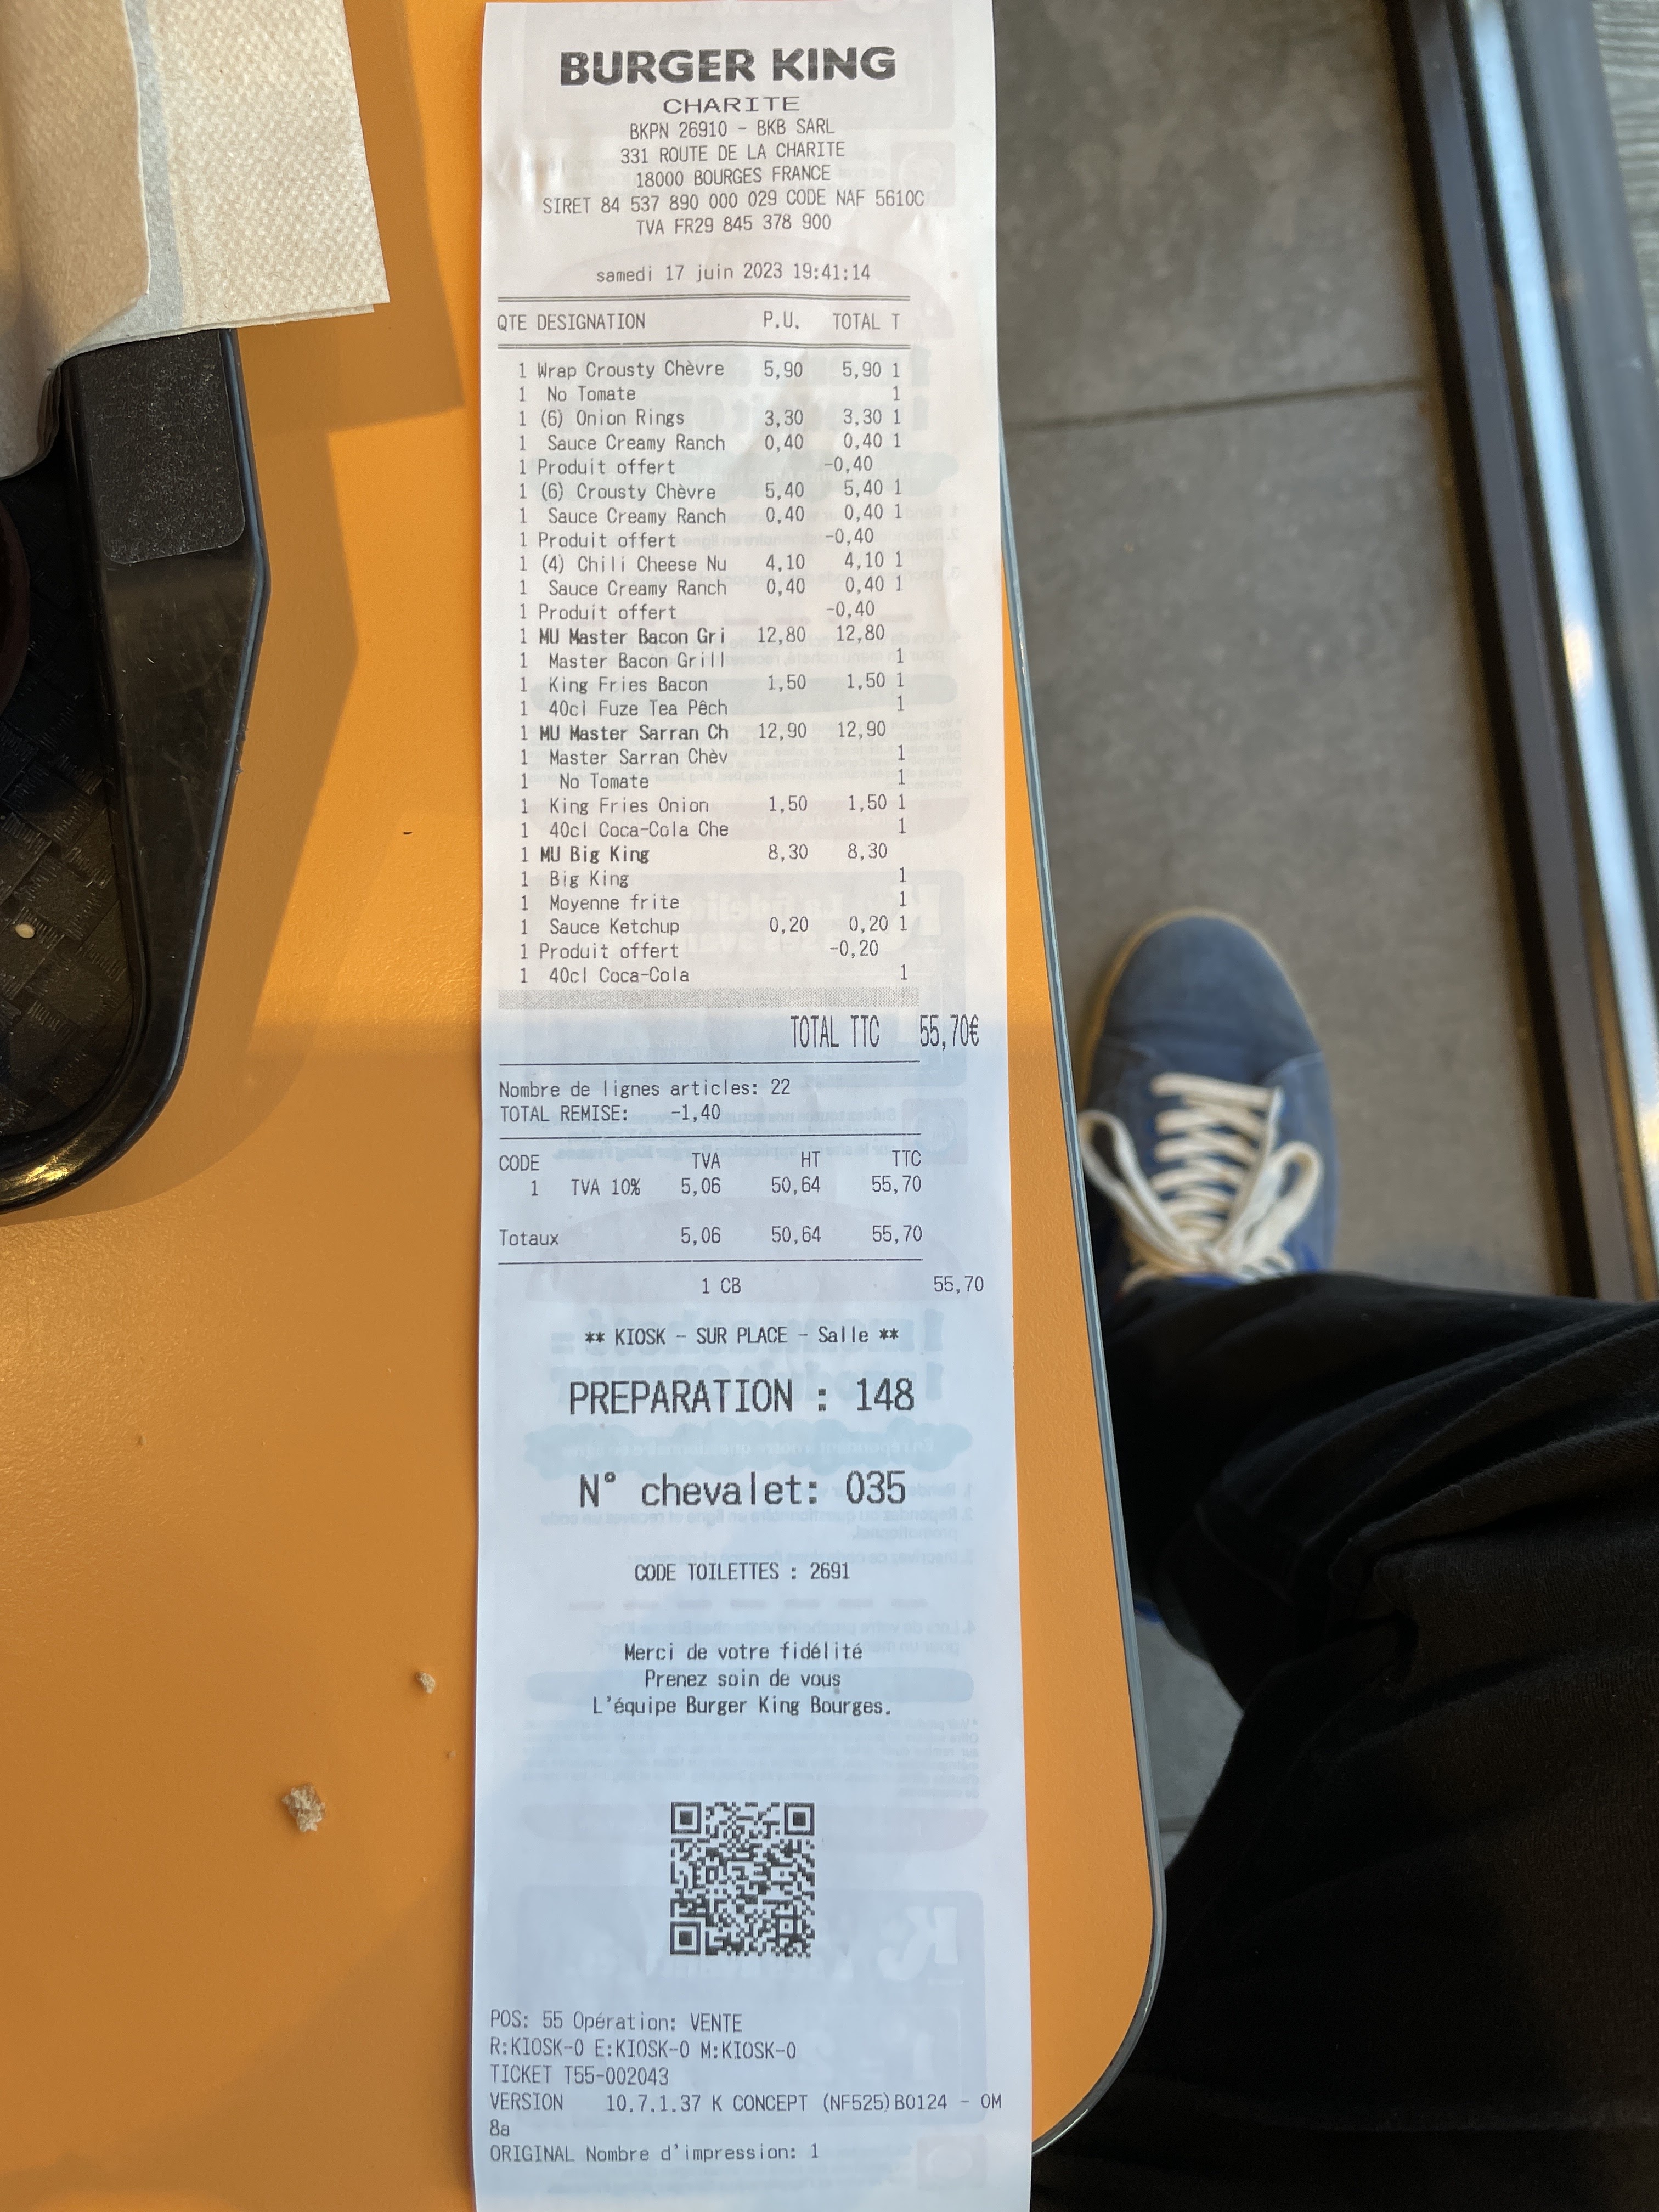 BURGER KING
CHARITE
BKPN 26910 - BKB SARL
331 ROUTE DE LA CHARITE
18000 BOURGES FRANCE
SIRET 84 537 890 000 029 CODE NAF 5610C
TVA FR29 845 378 900
samedi 17 juin 2023 19:41:14
QTE DESIGNATION P.U. TOTAL T
1 Wrap Crousty Chèvre 5,90 5,90 1
1 No Tomate 1
1 (6) Onion Rings 3,30 3,30 1
1 Sauce Creamy Ranch 0,40 0,40 1
1 Produit offert -0,40
1 (6) Crousty Chèvre 5,40 5,40 1
1 Sauce Creamy Ranch 0,40 0,40 1
1 Produit offert -0,40
1 (4) Chili Cheese Nu 4,10 4,10 1
1 Sauce Creamy Ranch 0,40 0,40 1
1 Produit offert -0,40
1 MU Master Bacon Gri 12,80 12,80
1 Master Bacon Grill 1
1 King Fries Bacon 1,50 1,50 1
1 40cl Fuze Tea Pêch 1
1 MU Master Sarran Ch 12,90 12,90
1 Master Sarran Chèv 1
1 No Tomate 1
1 King Fries Onion 1,50 1,50 1
1 40cl Coca-Cola Che 1
1 MU Big King 8,30 8,30
1 Big King 1
1 Moyenne frite 1
1 Sauce Ketchup 0,20 0,20 1
1 Produit offert -0,20
1 40cl Coca-Cola 1
TOTAL TTC 55,70€
Nombre de lignes articles: 22
TOTAL REMISE: -1,40
CODE TVA HT TTC
1 TVA 10% 5,06 50,64 55,70
Totaux 5,06 50,64 55,70
1 CB 55,70
** KIOSK - SUR PLACE - Salle **
PREPARATION : 148
N° chevalet: 035
CODE TOILETTES : 2691
Merci de votre fidélité
Prenez soin de vous
L'équipe Burger King Bourges.
POS: 55 Opération: VENTE
R:KIOSK-0 E:KIOSK-0 M:KIOSK-0
TICKET T55-002043
VERSION 10.7.1.37 K CONCEPT (NF525)B0124 - OM
8a
ORIGINAL Nombre d'impression: 1